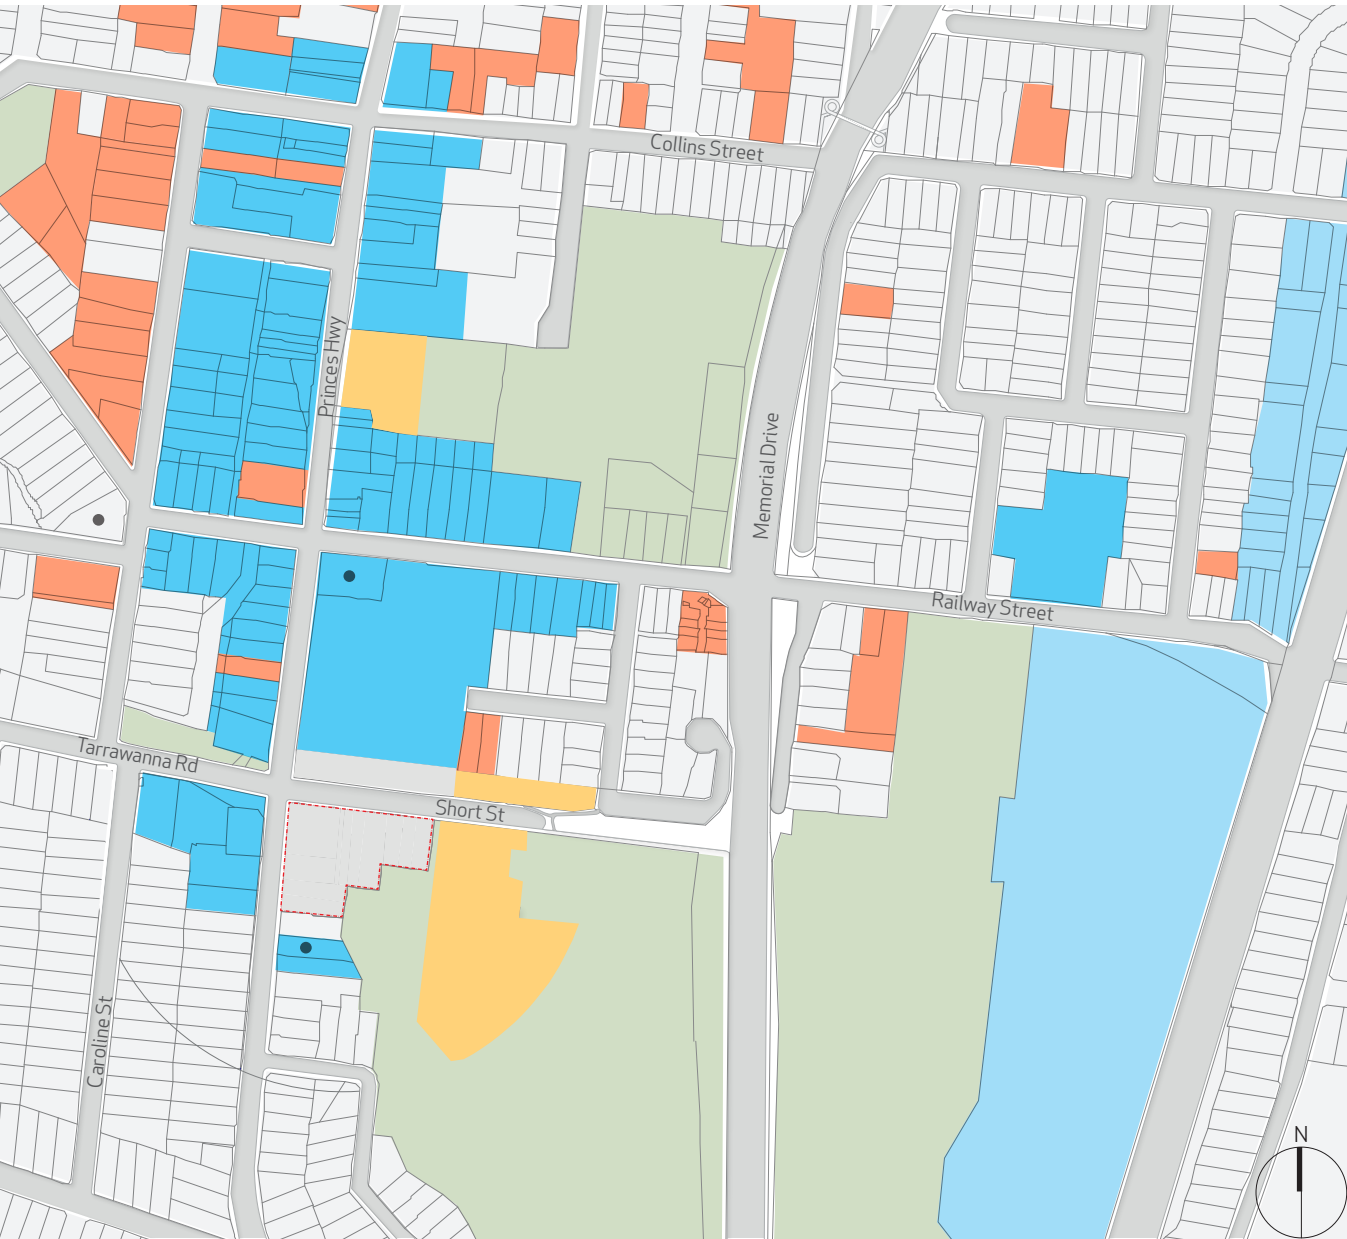 Collins Street
Princes Hwy
Memorial Drive
Railway Street
Tarrawanna Rd
Short St
Caroline St
N